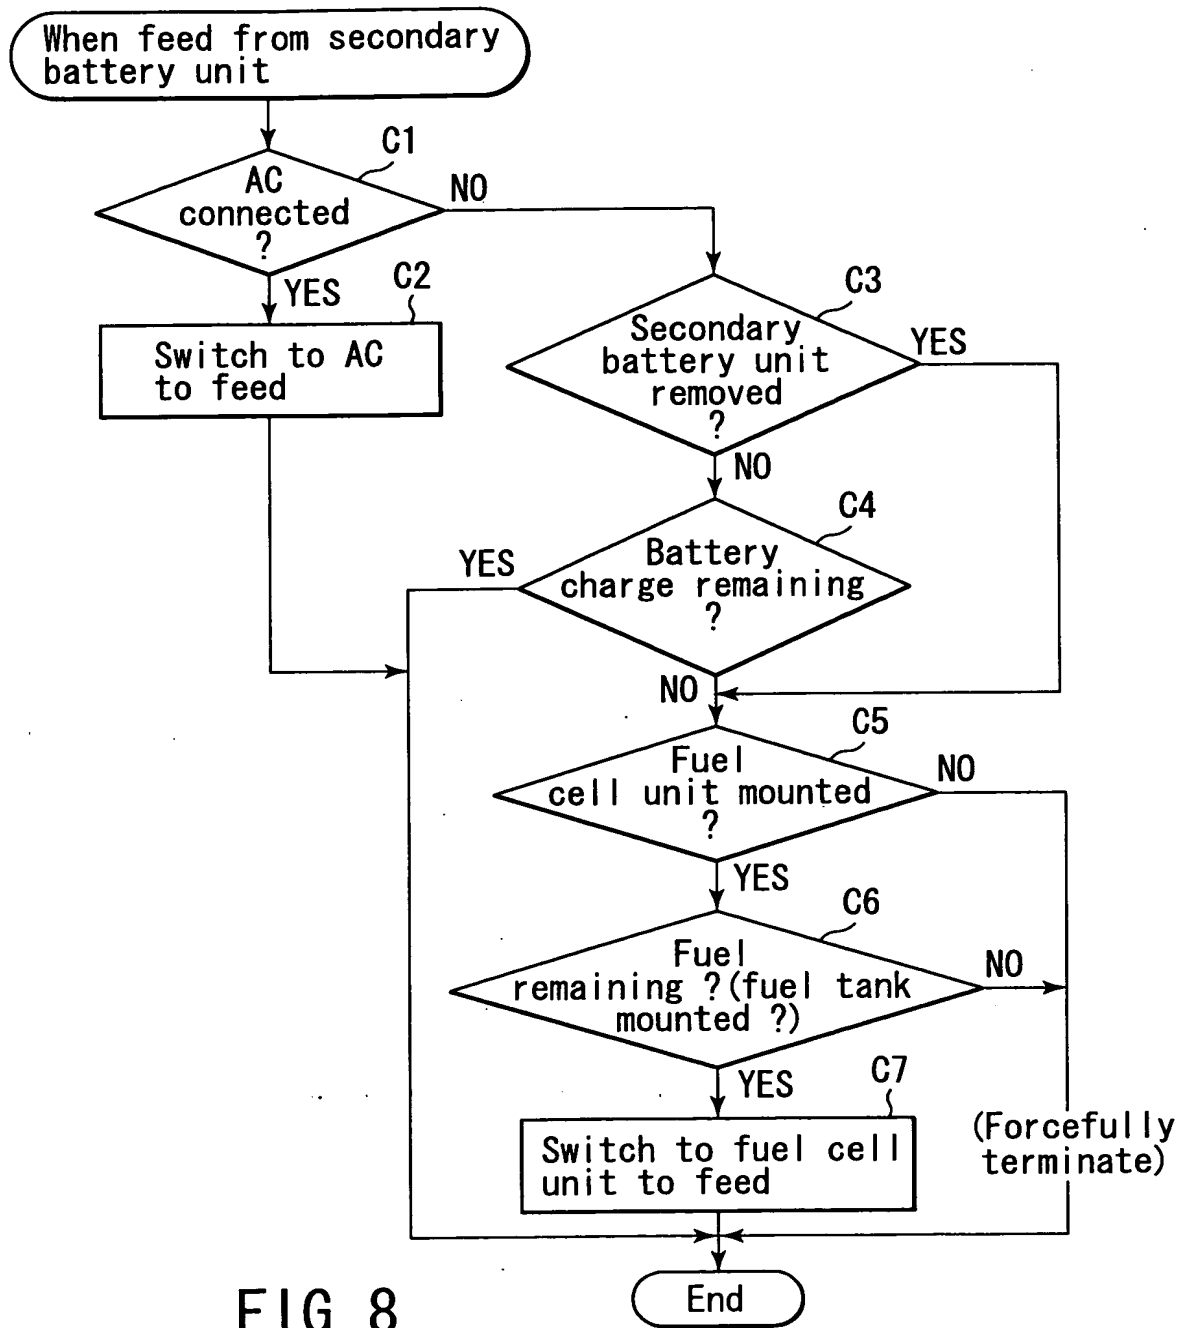 When feed from secondary
battery unit
C1
AC
connected
?
NO
YES
C2
Switch to AC
to feed
C3
Secondary
battery unit
removed
?
YES
NO
C4
Battery
charge remaining
?
YES
NO
C5
Fuel
cell unit mounted
?
NO
YES
C6
Fuel
remaining ?(fuel tank
mounted ?)
NO
YES
C7
Switch to fuel cell
unit to feed
(Forcefully
terminate)
End
FIG 8